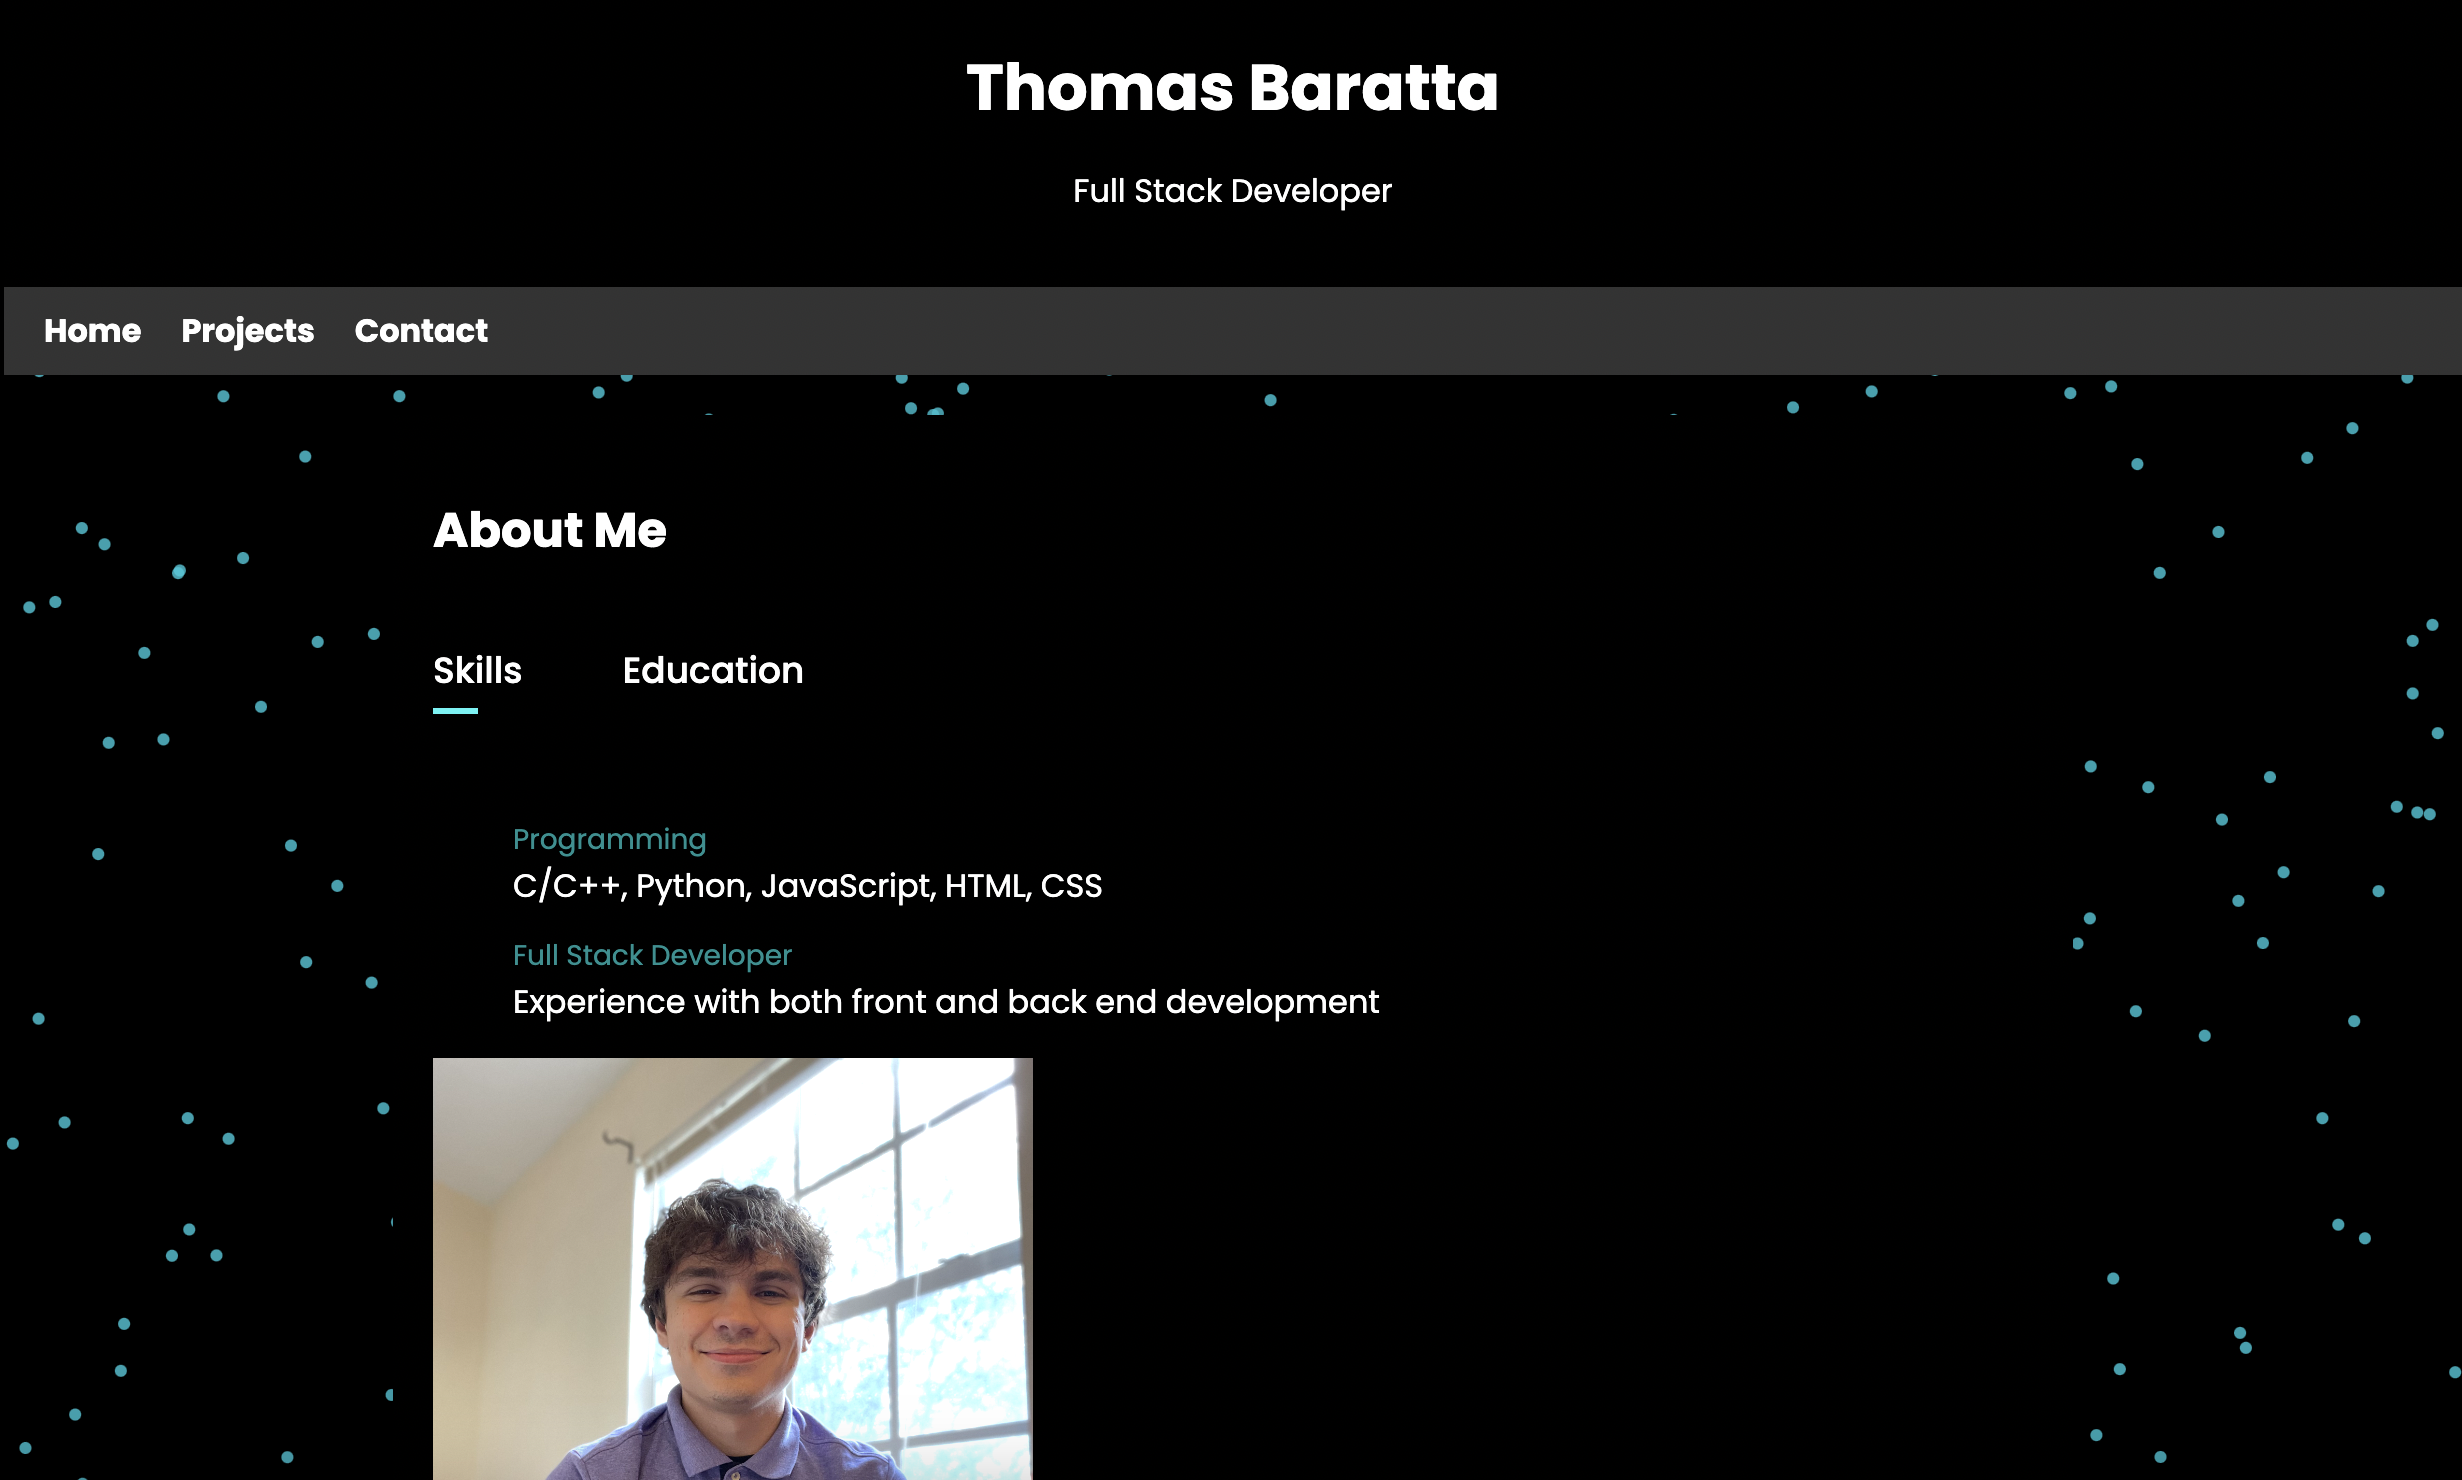 Thomas Baratta
Full Stack Developer
Home Projects Contact
About Me
Skills Education
Programming
C/C++, Python, JavaScript, HTML, CSS
Full Stack Developer
Experience with both front and back end development